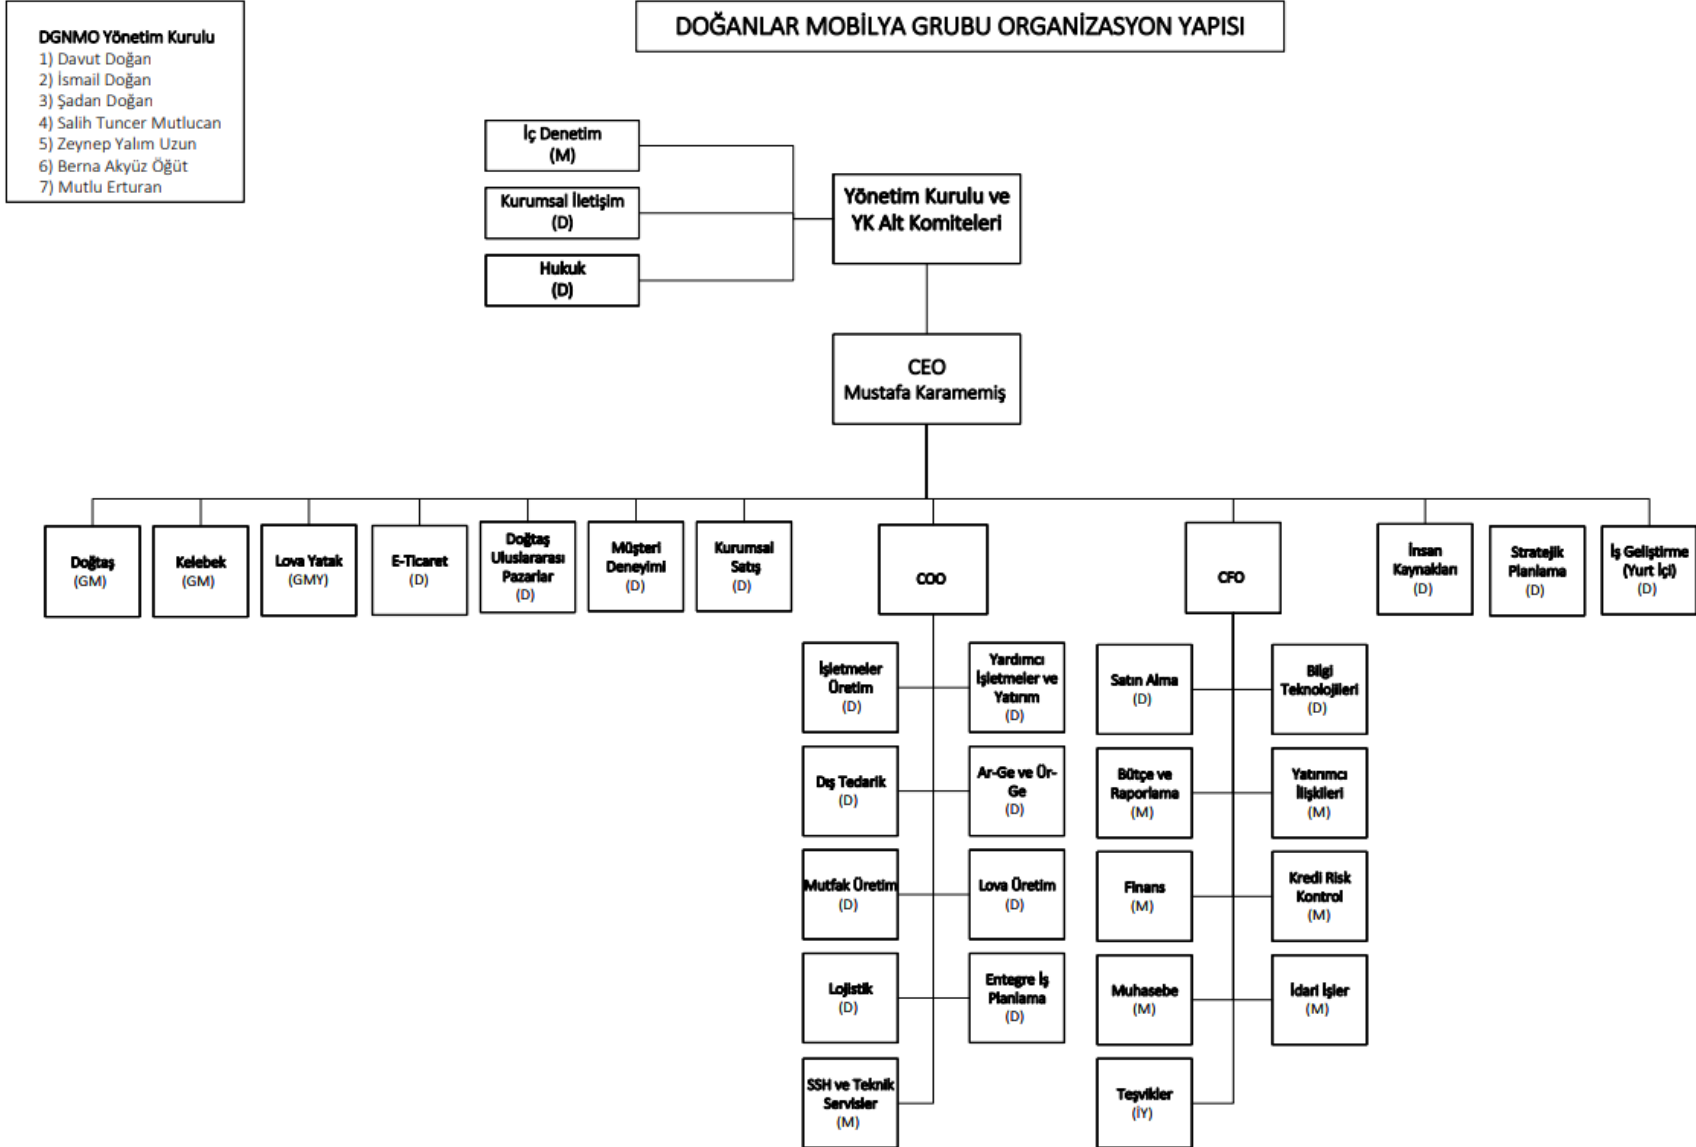 DGNMO Yönetim Kurulu
1) Davut Doğan
2) İsmail Doğan
3) Şadan Doğan
4) Salih Tuncer Mutlucan
5) Zeynep Yalım Uzun
6) Berna Akyüz Öğüt
7) Mutlu Erturan
DOĞANLAR MOBİLYA GRUBU ORGANİZASYON YAPISI
İç Denetim
(M)
Kurumsal İletişim
(D)
Hukuk
(D)
Yönetim Kurulu ve
YK Alt Komiteleri
CEO
Mustafa Karamemiş
Doğtaş
(GM)
Kelebek
(GM)
Lova Yatak
(GMY)
E-Ticaret
(D)
Doğtaş
Uluslararası
Pazarlar
(D)
Müşteri
Deneyimi
(D)
Kurumsal
Satış
(D)
COO
CFO
İnsan
Kaynakları
(D)
Stratejik
Planlama
(D)
İş Geliştirme
(Yurt İçi)
(D)
İşletmeler
Üretim
(D)
Yardımcı
İşletmeler ve
Yatırım
(D)
Dış Tedarik
(D)
Ar-Ge ve Ür-
Ge
(D)
Mutfak Üretim
(D)
Lova Üretim
(D)
Lojistik
(D)
Entegre İş
Planlama
(D)
SSH ve Teknik
Servisler
(M)
Satın Alma
(D)
Bilgi
Teknolojileri
(D)
Bütçe ve
Raporlama
(M)
Yatırımcı
İlişkileri
(M)
Finans
(M)
Kredi Risk
Kontrol
(M)
Muhasebe
(M)
İdari İşler
(M)
Teşvikler
(İY)